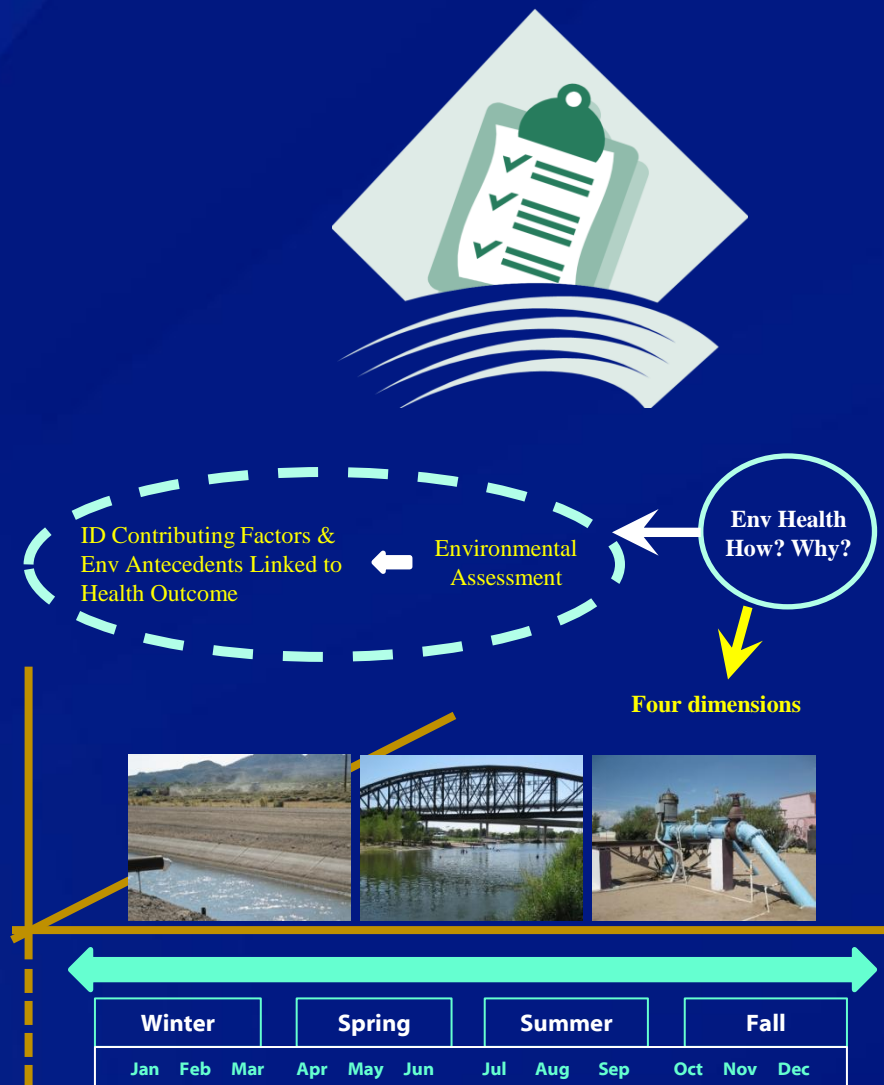 Env Health
How? Why?
ID Contributing Factors &
Env Antecedents Linked to
Health Outcome
Environmental
Assessment
Four dimensions
Winter Spring Summer Fall
Jan Feb Mar Apr May Jun Jul Aug Sep Oct Nov Dec